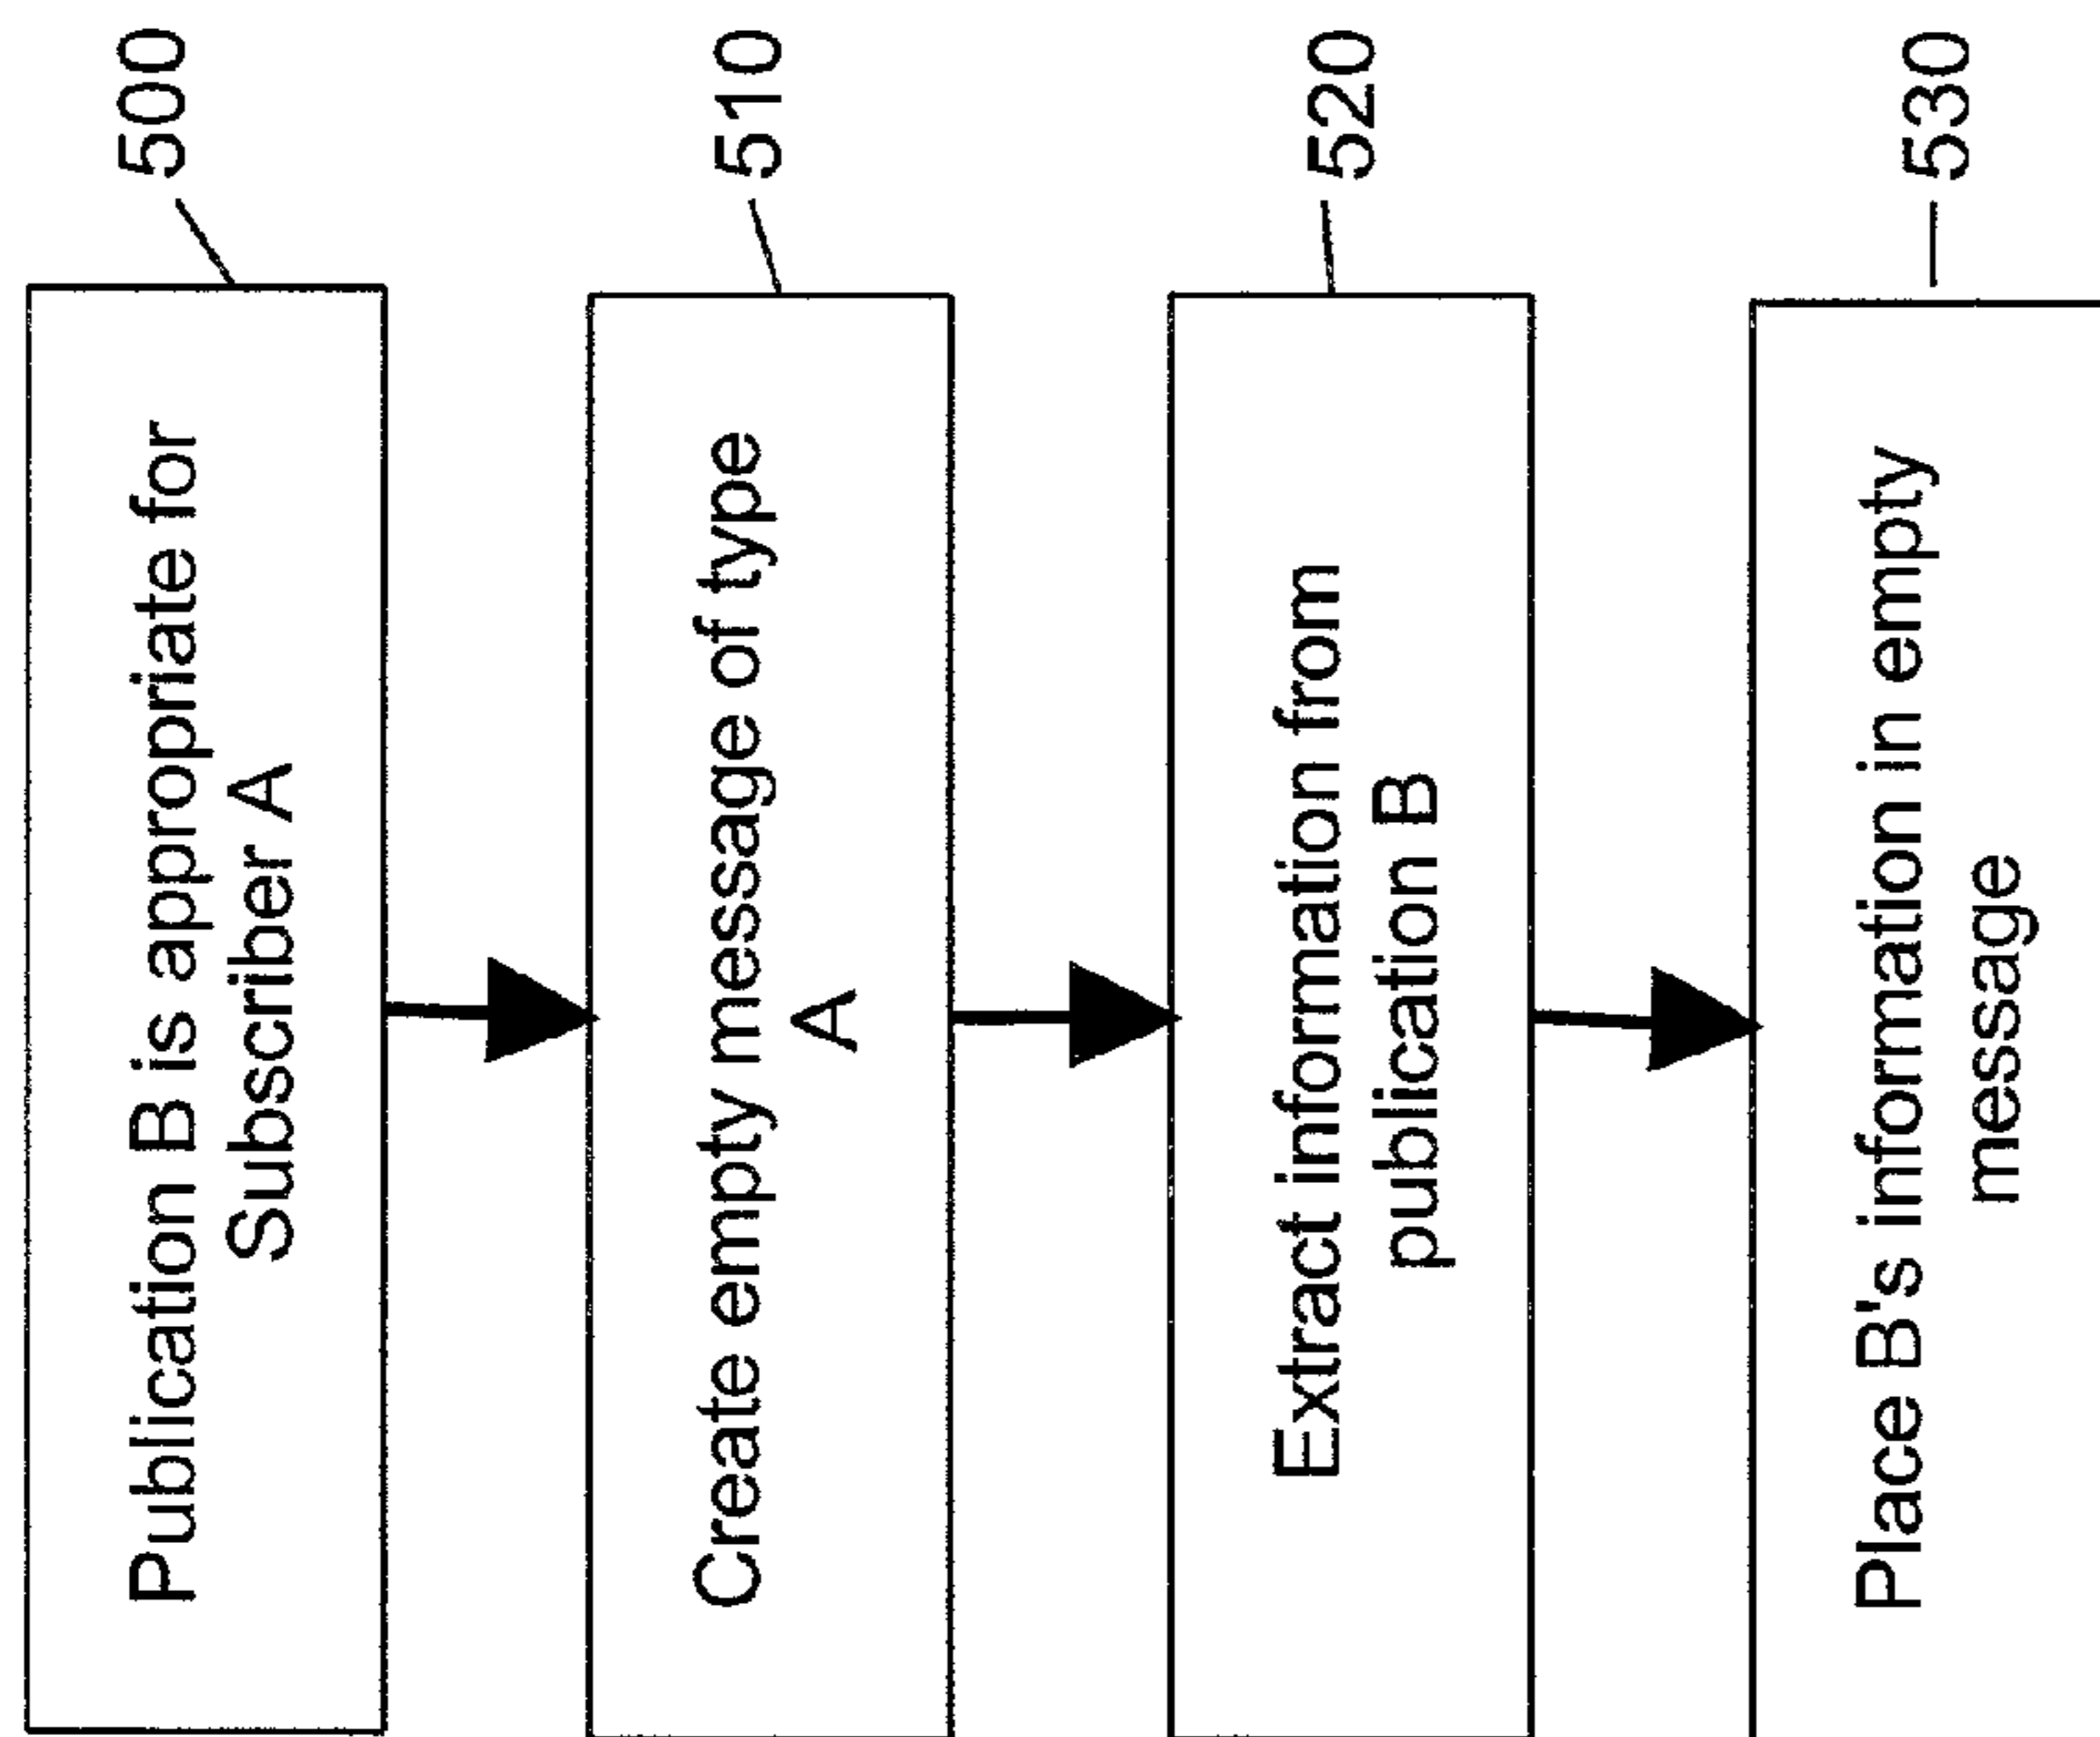 Publication B is appropriate for
Subscriber A
500
Create empty message of type
A
510
Extract information from
publication B
520
Place B's information in empty
message
530